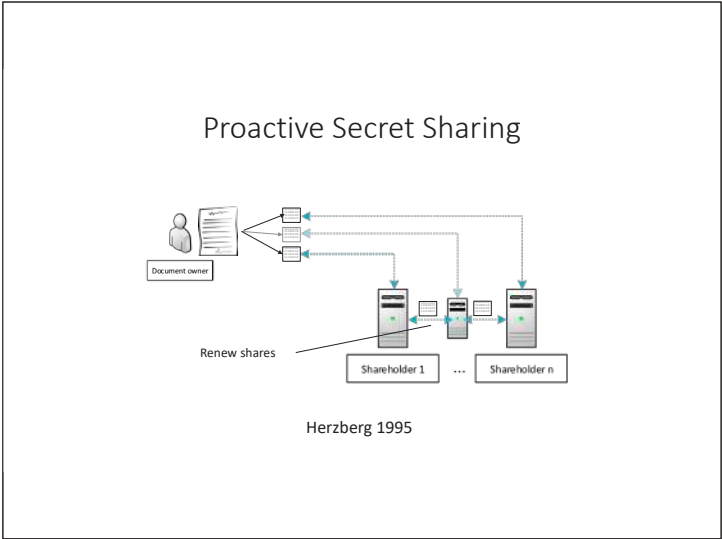 Proactive Secret Sharing
Document owner
Renew shares
Shareholder 1
...
Shareholder n
Herzberg 1995